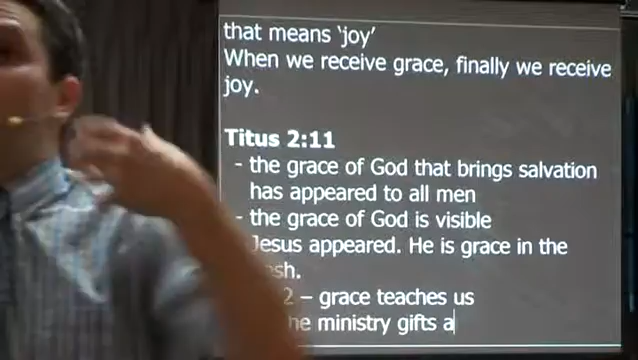 that means ‘joy’
When we receive grace, finally we receive
joy.
Titus 2:11
- the grace of God that brings salvation
has appeared to all men
- the grace of God is visible
Jesus appeared. He is grace in the
2 – grace teaches us
ministry gifts a